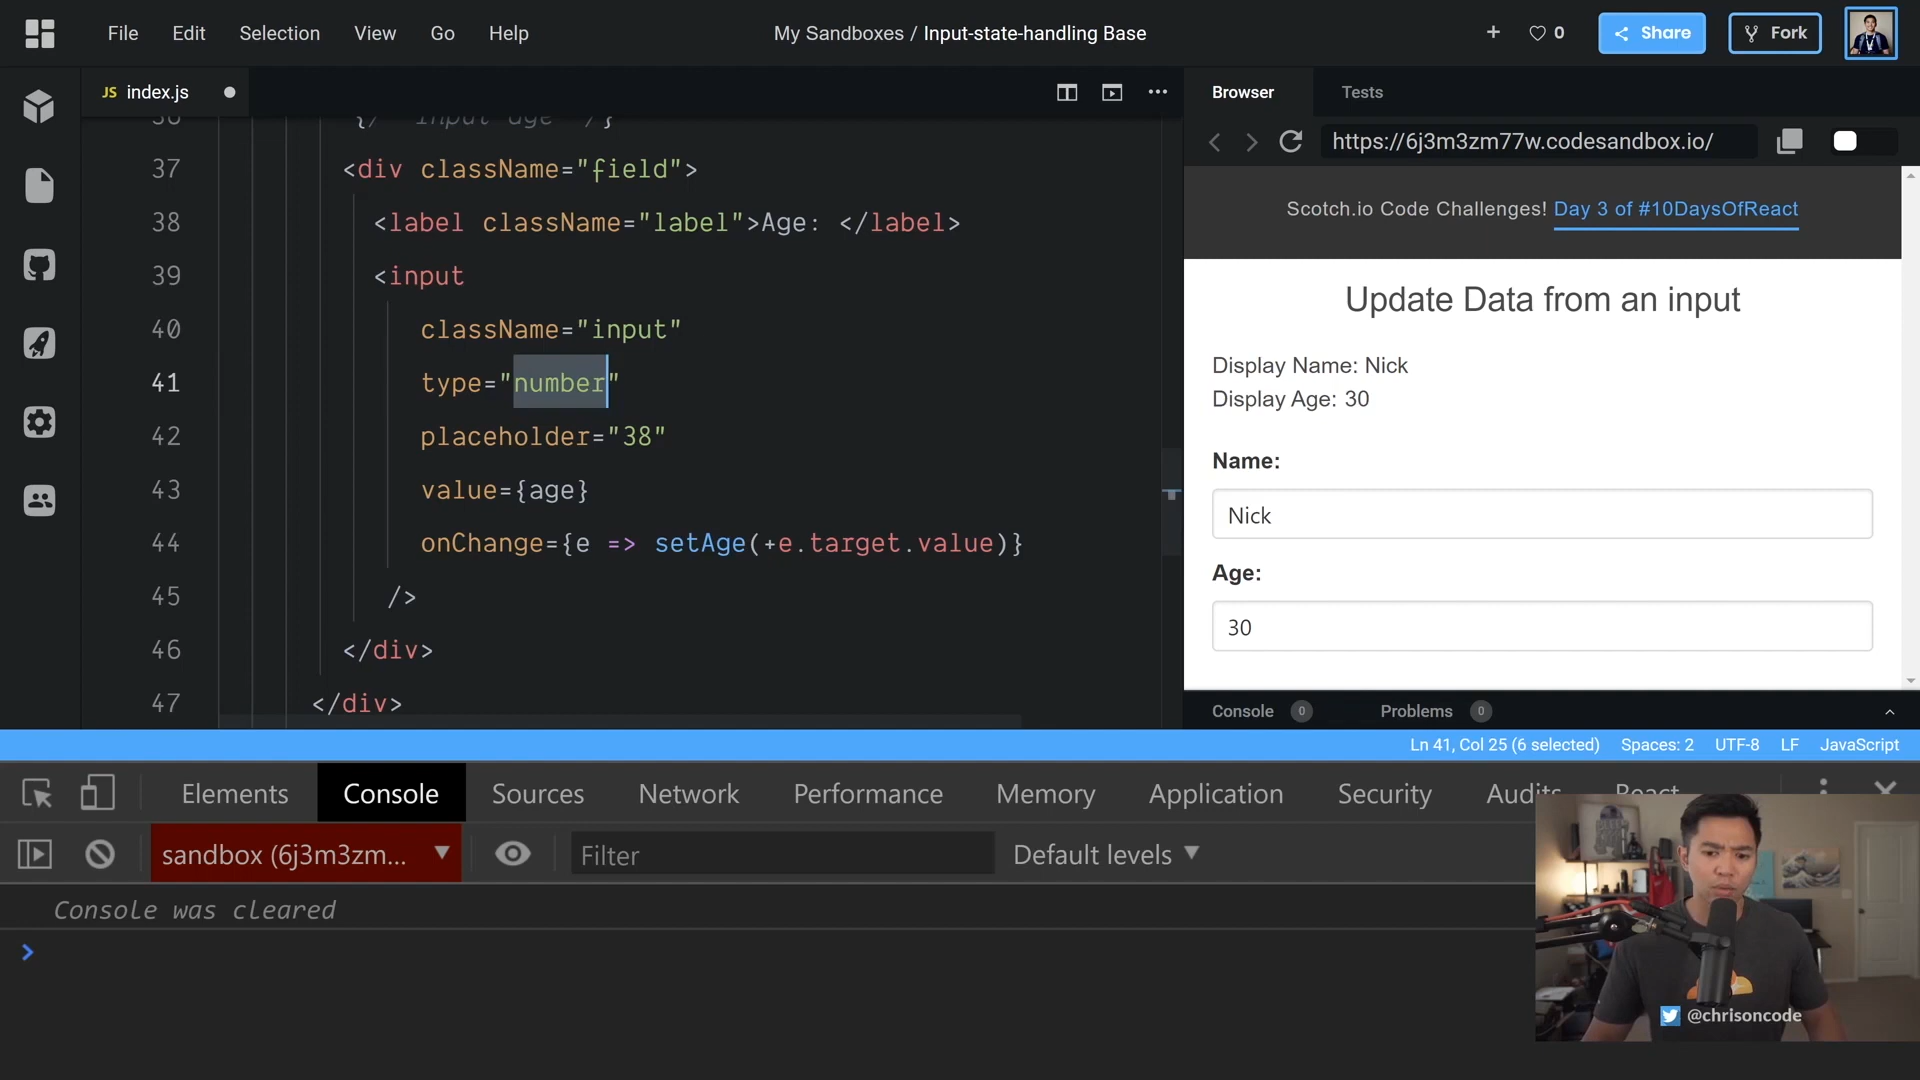 File Edit Selection View Go Help
My Sandboxes / Input-state-handling Base
0
Share
Fork
JS index.js
Browser
Tests
https://6j3m3zm77w.codesandbox.io/
36 {/* input age */}
37 <div className="field">
38 <label className="label">Age: </label>
39 <input
40 className="input"
41 type="number"
42 placeholder="38"
43 value={age}
44 onChange={e => setAge(+e.target.value)}
45 />
46 </div>
47 </div>
Scotch.io Code Challenges! Day 3 of #10DaysOfReact
Update Data from an input
Display Name: Nick
Display Age: 30
Name:
Nick
Age:
30
Console 0
Problems 0
Ln 41, Col 25 (6 selected) Spaces: 2 UTF-8 LF JavaScript
Elements Console Sources Network Performance Memory Application Security Audits React
sandbox (6j3m3zm...
Filter
Default levels
Console was cleared
@chrisoncode